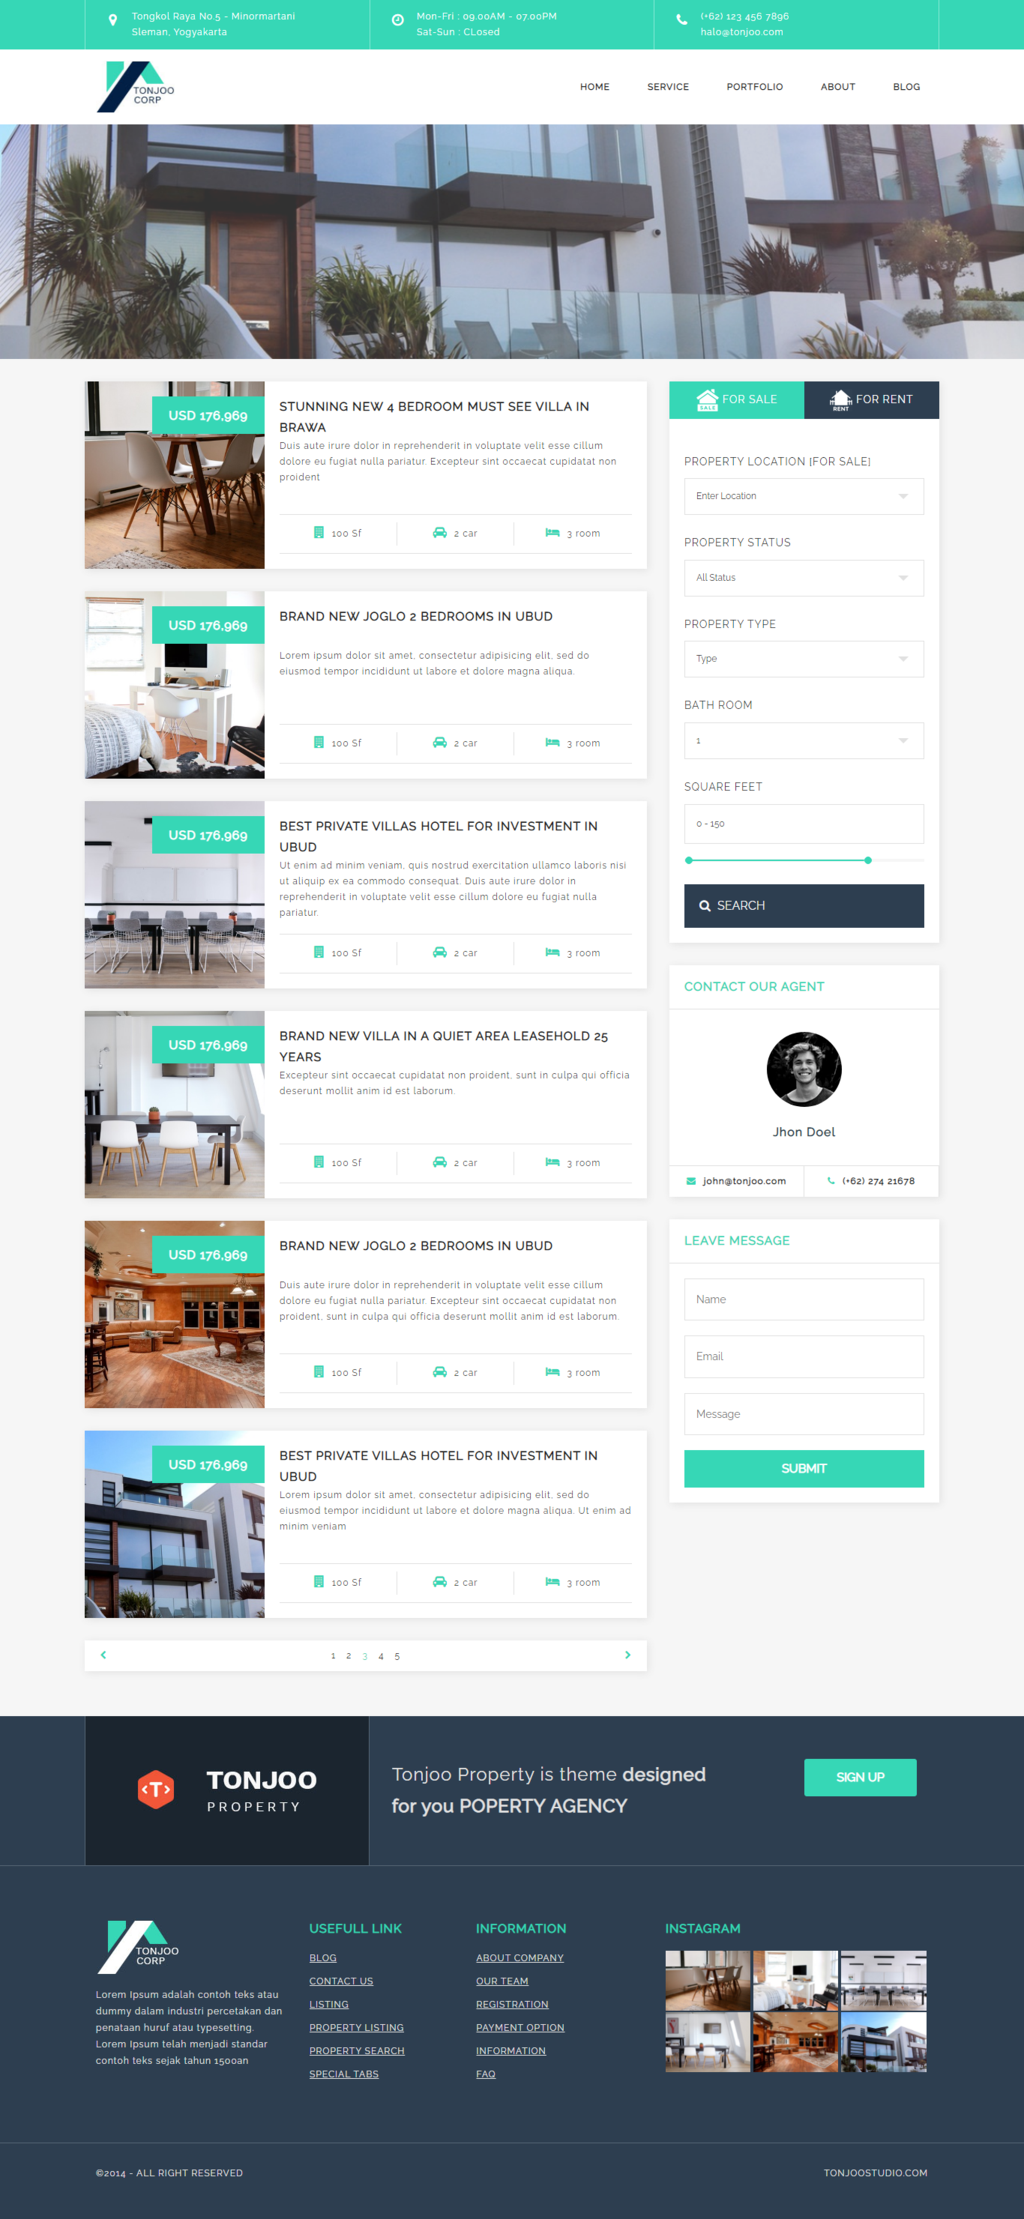 Tongkol Raya No.5 - Minormartani
Sleman, Yogyakarta
Mon-Fri : 09.00AM - 07.00PM
Sat-Sun : CLosed
(+62) 123 456 7896
halo@tonjoo.com
TONJOO
CORP
HOME
SERVICE
PORTFOLIO
ABOUT
BLOG
USD 176,969
STUNNING NEW 4 BEDROOM MUST SEE VILLA IN
BRAWA
Duis aute irure dolor in reprehenderit in voluptate velit esse cillum
dolore eu fugiat nulla pariatur. Excepteur sint occaecat cupidatat non
proident
100 Sf
2 car
3 room
USD 176,969
BRAND NEW JOGLO 2 BEDROOMS IN UBUD
Lorem ipsum dolor sit amet, consectetur adipisicing elit, sed do
eiusmod tempor incididunt ut labore et dolore magna aliqua.
100 Sf
2 car
3 room
USD 176,969
BEST PRIVATE VILLAS HOTEL FOR INVESTMENT IN
UBUD
Ut enim ad minim veniam, quis nostrud exercitation ullamco laboris nisi
ut aliquip ex ea commodo consequat. Duis aute irure dolor in
reprehenderit in voluptate velit esse cillum dolore eu fugiat nulla
pariatur.
100 Sf
2 car
3 room
USD 176,969
BRAND NEW VILLA IN A QUIET AREA LEASEHOLD 25
YEARS
Excepteur sint occaecat cupidatat non proident, sunt in culpa qui officia
deserunt mollit anim id est laborum.
100 Sf
2 car
3 room
USD 176,969
BRAND NEW JOGLO 2 BEDROOMS IN UBUD
Duis aute irure dolor in reprehenderit in voluptate velit esse cillum
dolore eu fugiat nulla pariatur. Excepteur sint occaecat cupidatat non
proident, sunt in culpa qui officia deserunt mollit anim id est laborum.
100 Sf
2 car
3 room
USD 176,969
BEST PRIVATE VILLAS HOTEL FOR INVESTMENT IN
UBUD
Lorem ipsum dolor sit amet, consectetur adipisicing elit, sed do
eiusmod tempor incididunt ut labore et dolore magna aliqua. Ut enim ad
minim veniam
100 Sf
2 car
3 room
1 2 3 4 5
SALE
FOR SALE
RENT
FOR RENT
PROPERTY LOCATION [FOR SALE]
Enter Location
PROPERTY STATUS
All Status
PROPERTY TYPE
Type
BATH ROOM
1
SQUARE FEET
0 - 150
SEARCH
CONTACT OUR AGENT
Jhon Doel
john@tonjoo.com
(+62) 274 21678
LEAVE MESSAGE
Name
Email
Message
SUBMIT
<T>
TONJOO
PROPERTY
Tonjoo Property is theme designed
for you POPERTY AGENCY
SIGN UP
TONJOO
CORP
Lorem Ipsum adalah contoh teks atau
dummy dalam industri percetakan dan
penataan huruf atau typesetting.
Lorem Ipsum telah menjadi standar
contoh teks sejak tahun 1500an
USEFULL LINK
BLOG
CONTACT US
LISTING
PROPERTY LISTING
PROPERTY SEARCH
SPECIAL TABS
INFORMATION
ABOUT COMPANY
OUR TEAM
REGISTRATION
PAYMENT OPTION
INFORMATION
FAQ
INSTAGRAM
©2014 - ALL RIGHT RESERVED
TONJOOSTUDIO.COM